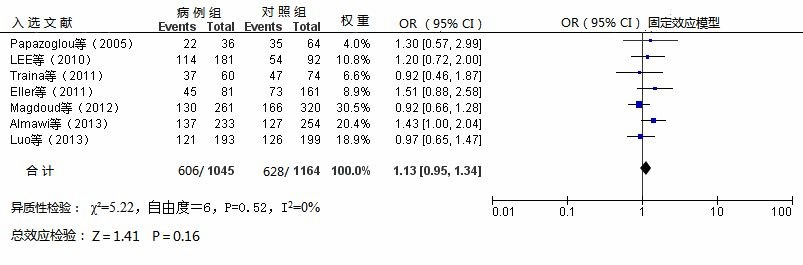 入选文献 病例组 对照组 权重 OR (95% CI) 固定效应模型
Events Total Events Total
Papazoglou等(2005) 22 36 35 64 4.0% 1.30 [0.57, 2.99]
LEE等(2010) 114 181 54 92 10.8% 1.20 [0.72, 2.00]
Traina等(2011) 37 60 47 74 6.6% 0.92 [0.46, 1.87]
Eller等(2011) 45 81 73 161 8.9% 1.51 [0.88, 2.58]
Magdoud等(2012) 130 261 166 320 30.5% 0.92 [0.66, 1.28]
Almawi等(2013) 137 233 127 254 20.4% 1.43 [1.00, 2.04]
Luo等(2013) 121 193 126 199 18.9% 0.97 [0.65, 1.47]
合计 606/1045 628/1164 100.0% 1.13 [0.95, 1.34]
异质性检验: χ²=5.22,自由度=6,P=0.52,I²=0%
总效应检验:Z=1.41 P=0.16
0.01 0.1 1 10 100